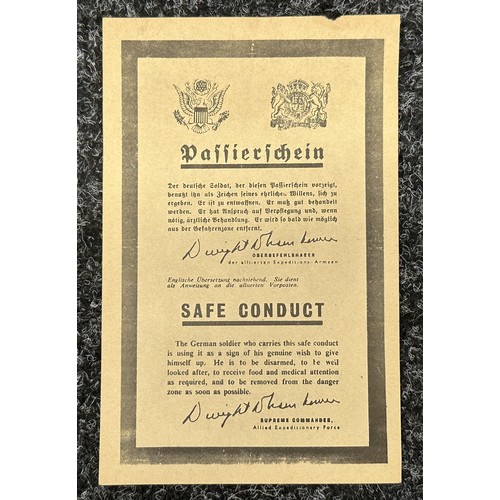 Passierschein
Der deutsche Soldat, der diesen Passierschein vorzeigt,
benutzt ihn als Zeichen seines ehrlichen Willens, sich zu
ergeben. Er ist zu entwaffnen. Er muß gut behandelt
werden. Er hat Anspruch auf Verpflegung und, wenn
nötig, ärztliche Behandlung. Er wird so bald wie möglich
aus der Gefahrenzone entfernt.
Dwight D Eisenhower
OBERBEFEHLSHABER
der alliierten Expeditions-Armeen
Englische Übersetzung nachstehend. Sie dient
als Anweisung an die alliierten Vorposten.
SAFE CONDUCT
The German soldier who carries this safe conduct
is using it as a sign of his genuine wish to give
himself up. He is to be disarmed, to be well
looked after, to receive food and medical attention
as required, and to be removed from the danger
zone as soon as possible.
Dwight D Eisenhower
SUPREME COMMANDER,
Allied Expeditionary Force